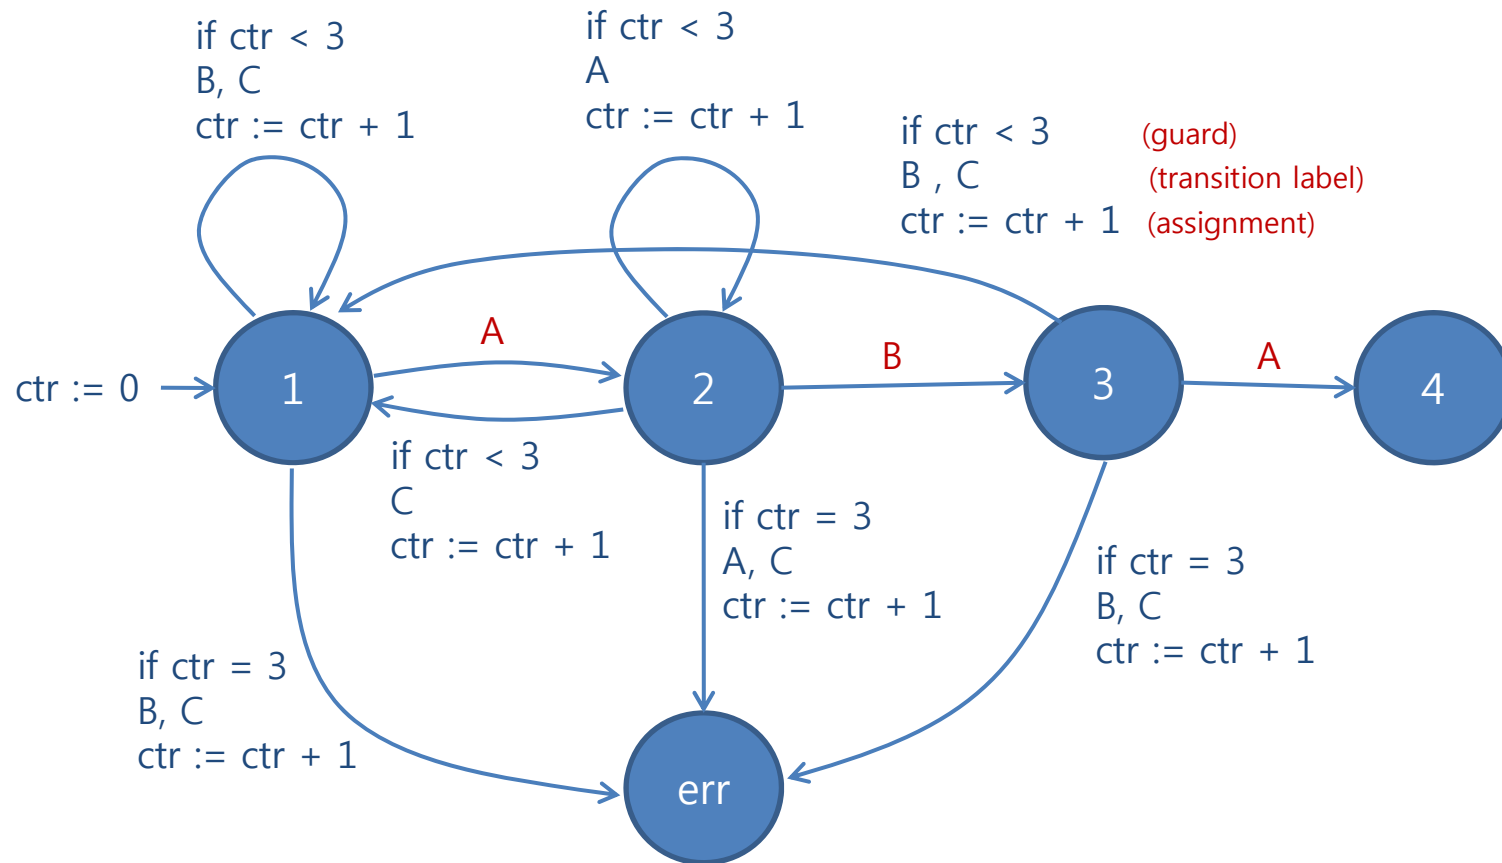 if ctr < 3
B, C
ctr := ctr + 1
if ctr < 3
A
ctr := ctr + 1
if ctr < 3 (guard)
B , C (transition label)
ctr := ctr + 1 (assignment)
A
B
A
ctr := 0
1
2
3
4
if ctr < 3
C
ctr := ctr + 1
if ctr = 3
A, C
ctr := ctr + 1
if ctr = 3
B, C
ctr := ctr + 1
if ctr = 3
B, C
ctr := ctr + 1
err